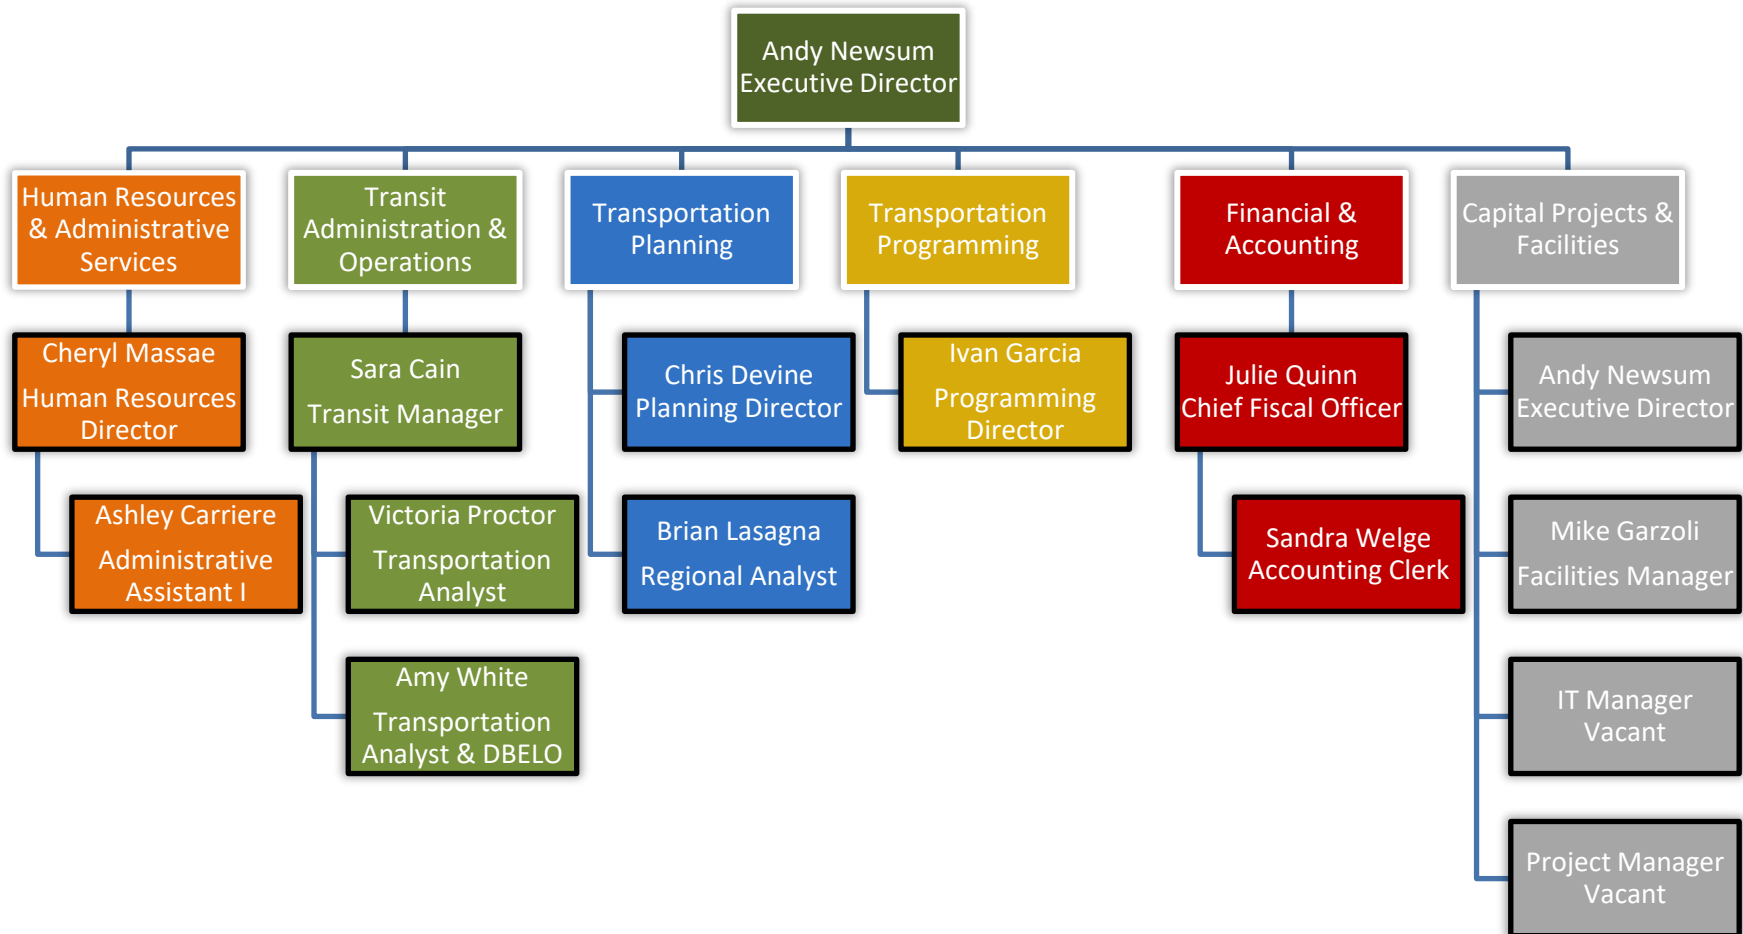 Andy Newsum
Executive Director
Human Resources
& Administrative
Services
Transit
Administration &
Operations
Transportation
Planning
Transportation
Programming
Financial &
Accounting
Capital Projects &
Facilities
Cheryl Massae
Human Resources
Director
Sara Cain
Transit Manager
Chris Devine
Planning Director
Ivan Garcia
Programming
Director
Julie Quinn
Chief Fiscal Officer
Andy Newsum
Executive Director
Ashley Carriere
Administrative
Assistant I
Victoria Proctor
Transportation
Analyst
Brian Lasagna
Regional Analyst
Sandra Welge
Accounting Clerk
Mike Garzoli
Facilities Manager
Amy White
Transportation
Analyst & DBELO
IT Manager
Vacant
Project Manager
Vacant